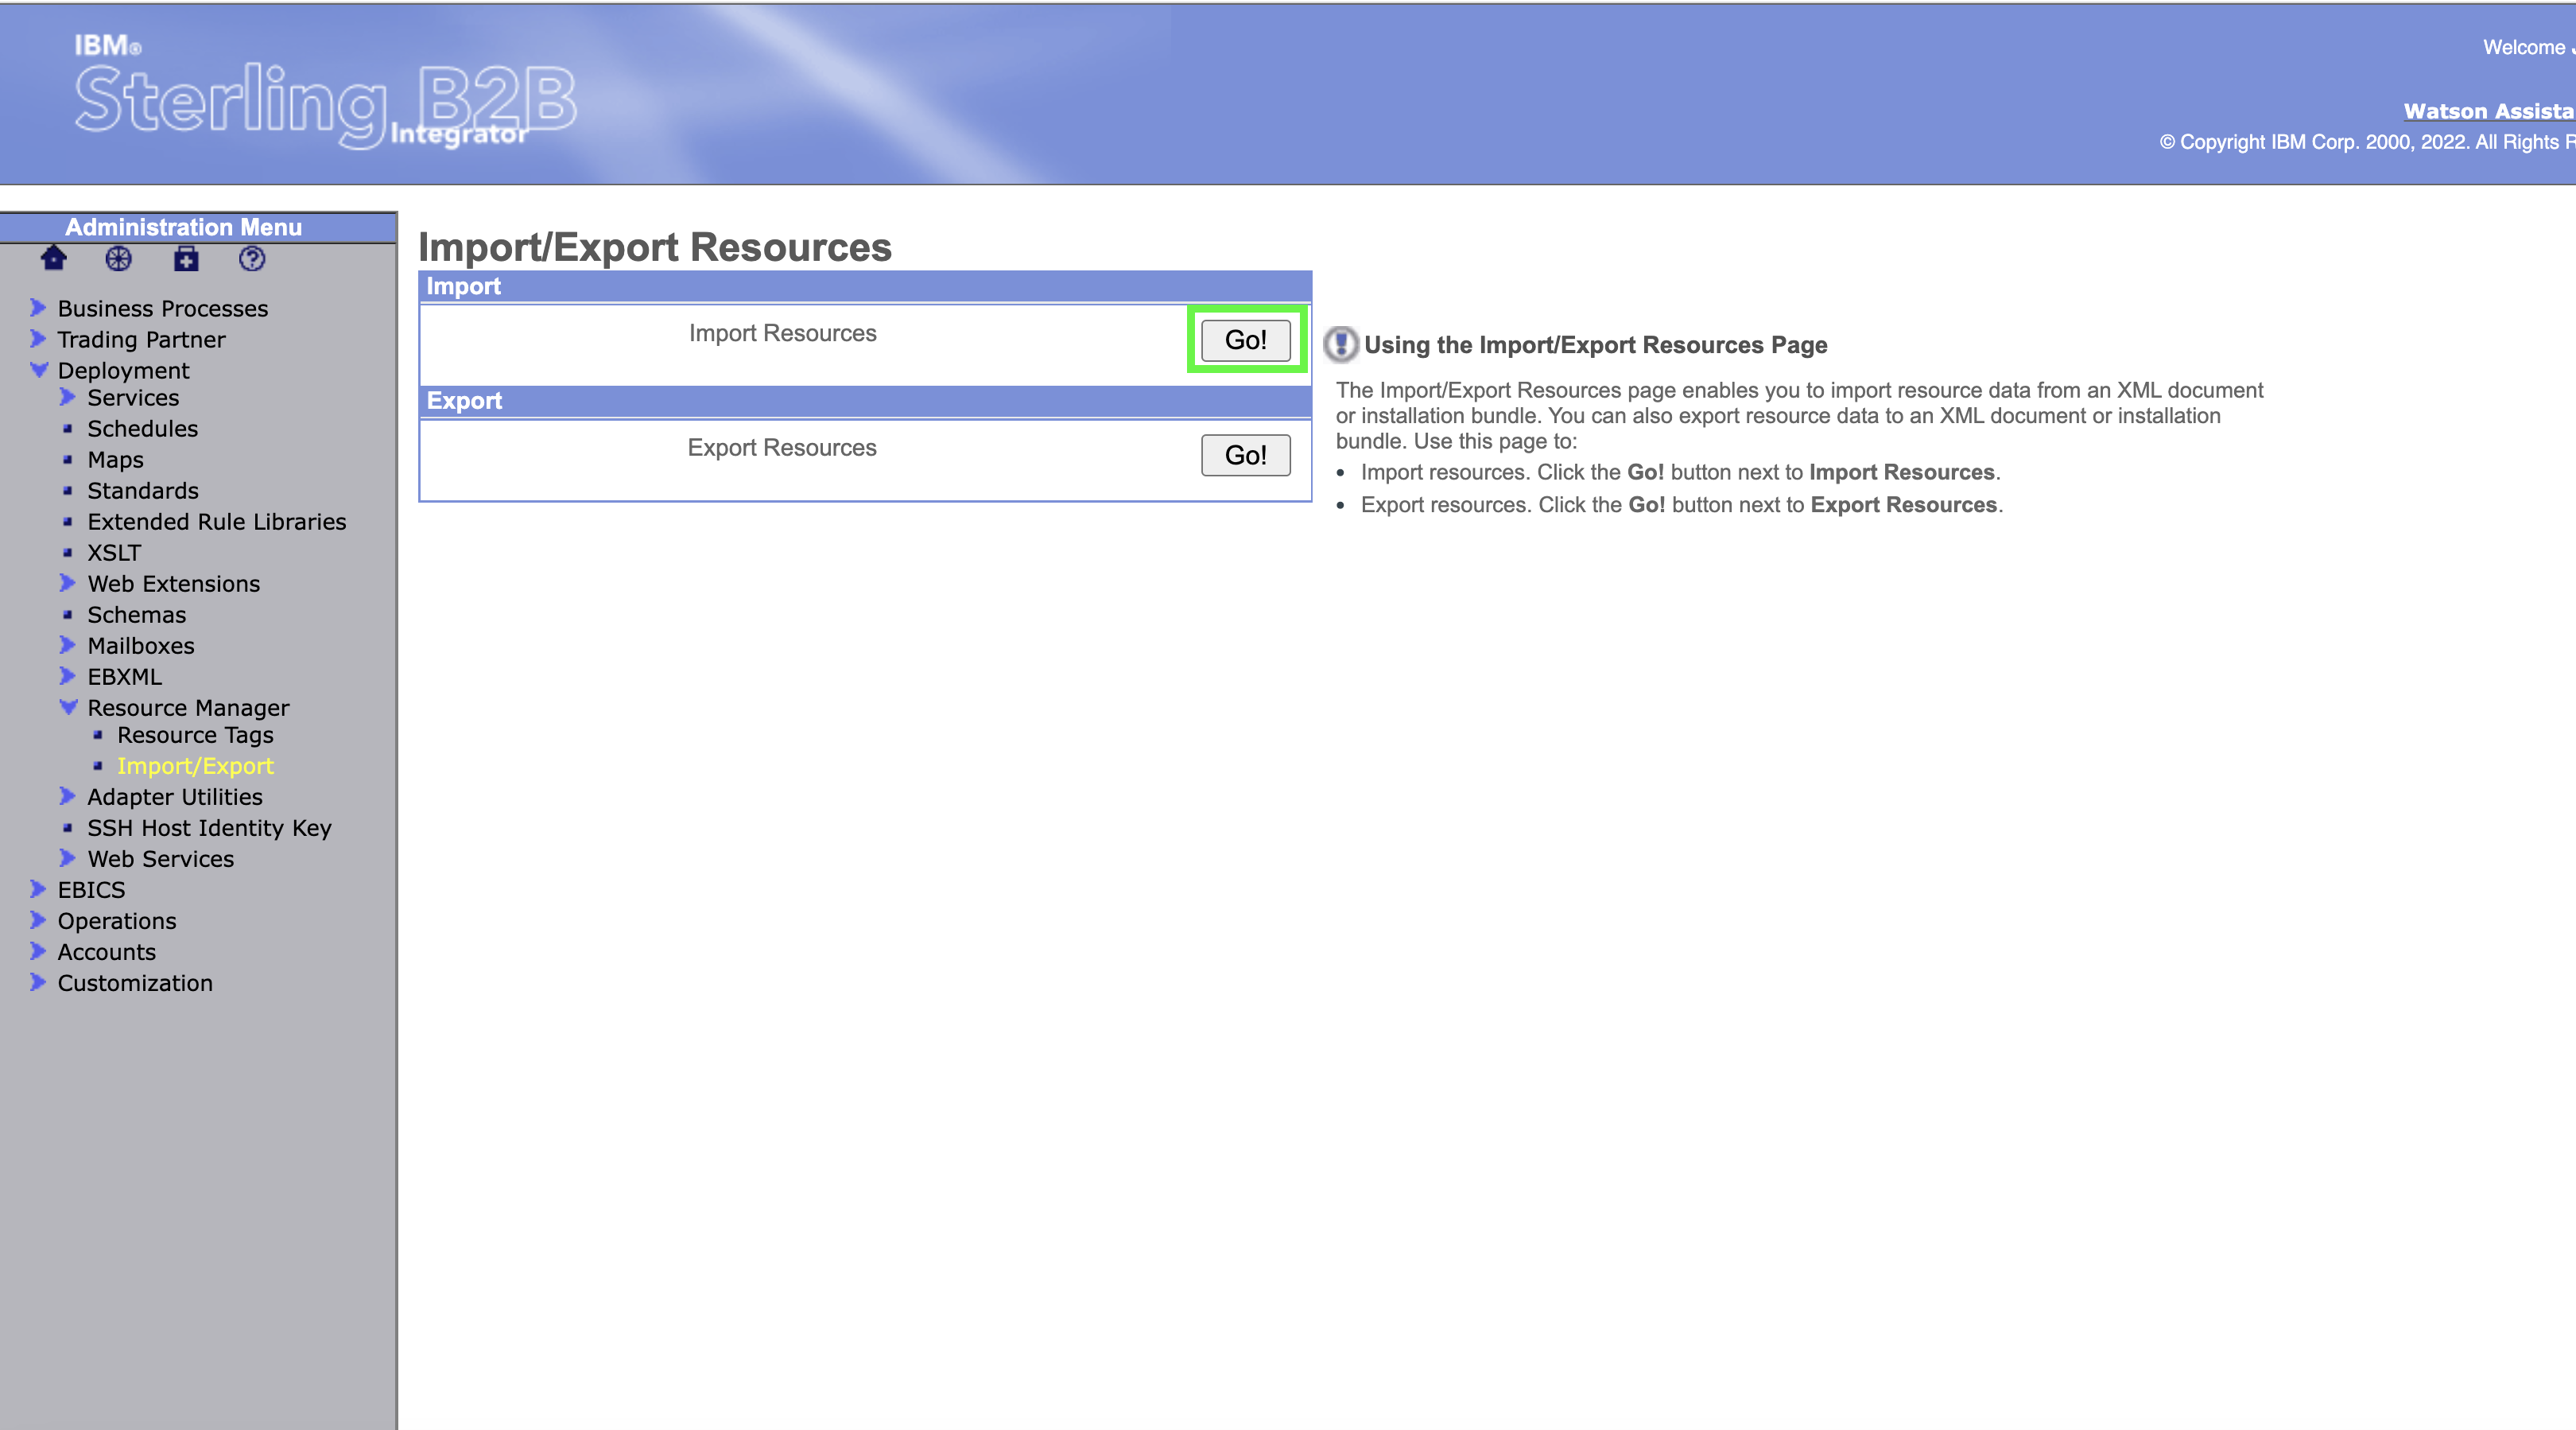 IBM®
Sterling B2B
Integrator
Welcome
Watson Assista
© Copyright IBM Corp. 2000, 2022. All Rights R
Administration Menu
Business Processes
Trading Partner
Deployment
Services
Schedules
Maps
Standards
Extended Rule Libraries
XSLT
Web Extensions
Schemas
Mailboxes
EBXML
Resource Manager
Resource Tags
Import/Export
Adapter Utilities
SSH Host Identity Key
Web Services
EBICS
Operations
Accounts
Customization
Import/Export Resources
Import
Import Resources
Go!
Export
Export Resources
Go!
Using the Import/Export Resources Page
The Import/Export Resources page enables you to import resource data from an XML document
or installation bundle. You can also export resource data to an XML document or installation
bundle. Use this page to:
• Import resources. Click the Go! button next to Import Resources.
• Export resources. Click the Go! button next to Export Resources.